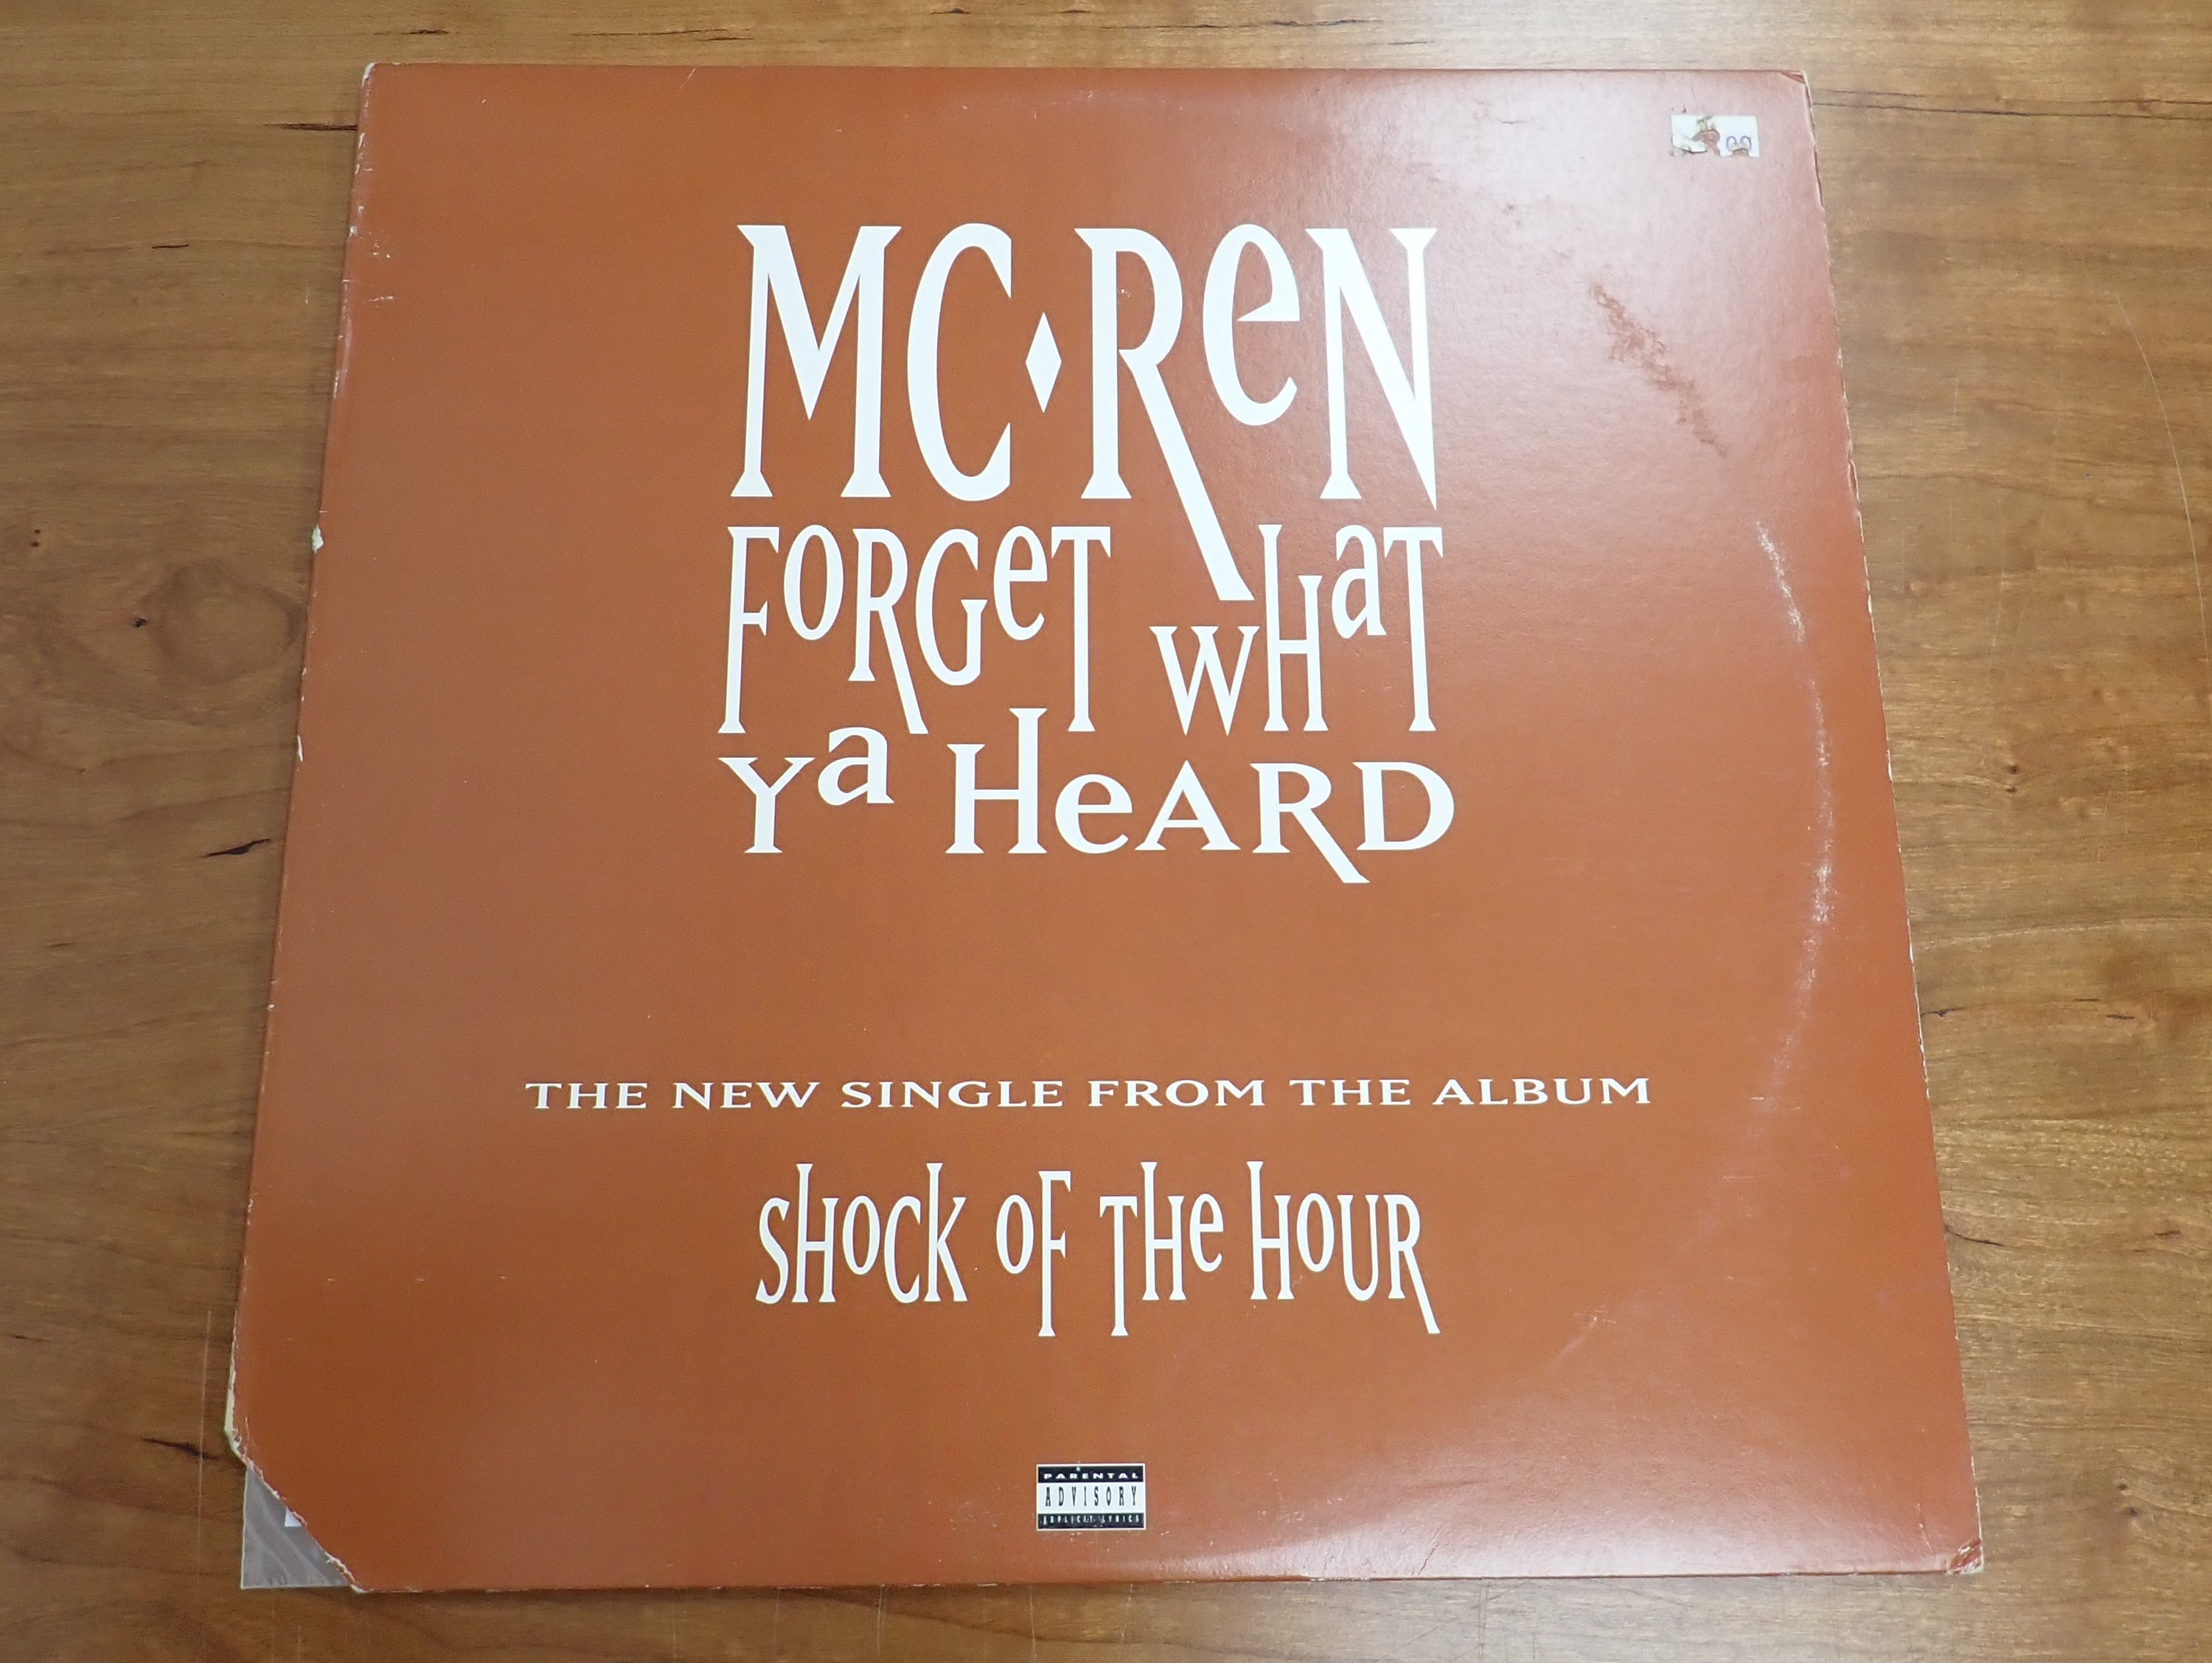 MC♦ReN
FORGeT WHaT
Ya HeARD
THE NEW SINGLE FROM THE ALBUM
SHoCK oF THe HoUR
PARENTAL
ADVISORY
EXPLICIT LYRICS